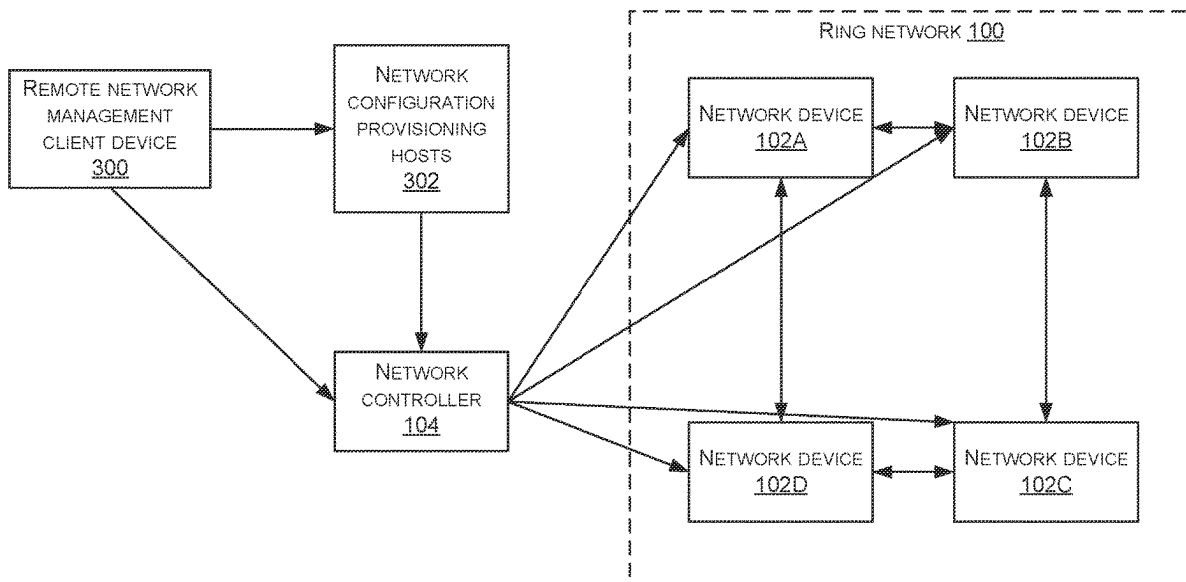 RING NETWORK 100
REMOTE NETWORK
MANAGEMENT
CLIENT DEVICE
300
NETWORK
CONFIGURATION
PROVISIONING
HOSTS
302
NETWORK DEVICE
102A
NETWORK DEVICE
102B
NETWORK
CONTROLLER
104
NETWORK DEVICE
102D
NETWORK DEVICE
102C